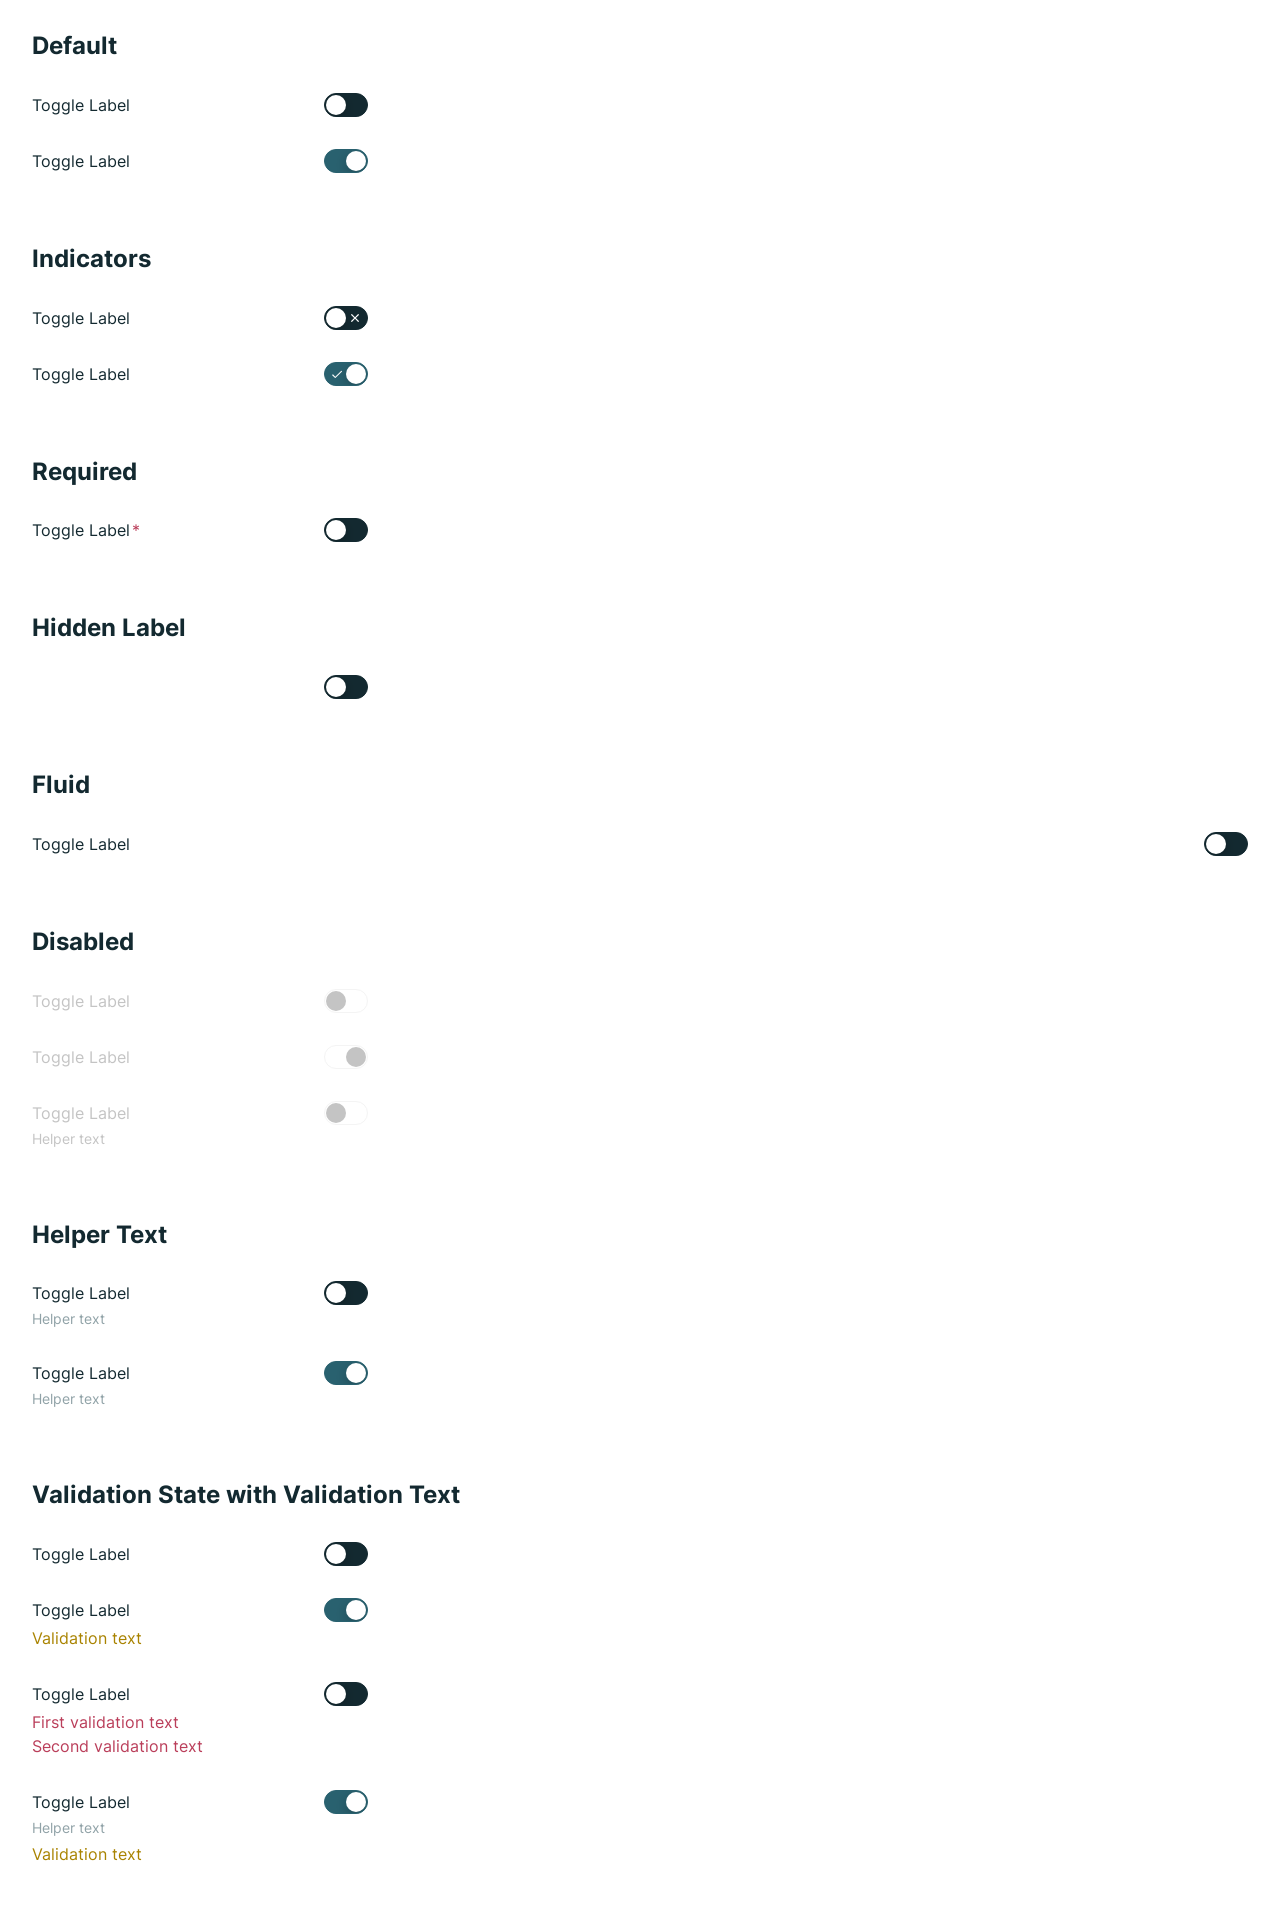 Default
Toggle Label
Toggle Label
Indicators
Toggle Label
Toggle Label
Required
Toggle Label*
Hidden Label
Fluid
Toggle Label
Disabled
Toggle Label
Toggle Label
Toggle Label
Helper text
Helper Text
Toggle Label
Helper text
Toggle Label
Helper text
Validation State with Validation Text
Toggle Label
Toggle Label
Validation text
Toggle Label
First validation text
Second validation text
Toggle Label
Helper text
Validation text